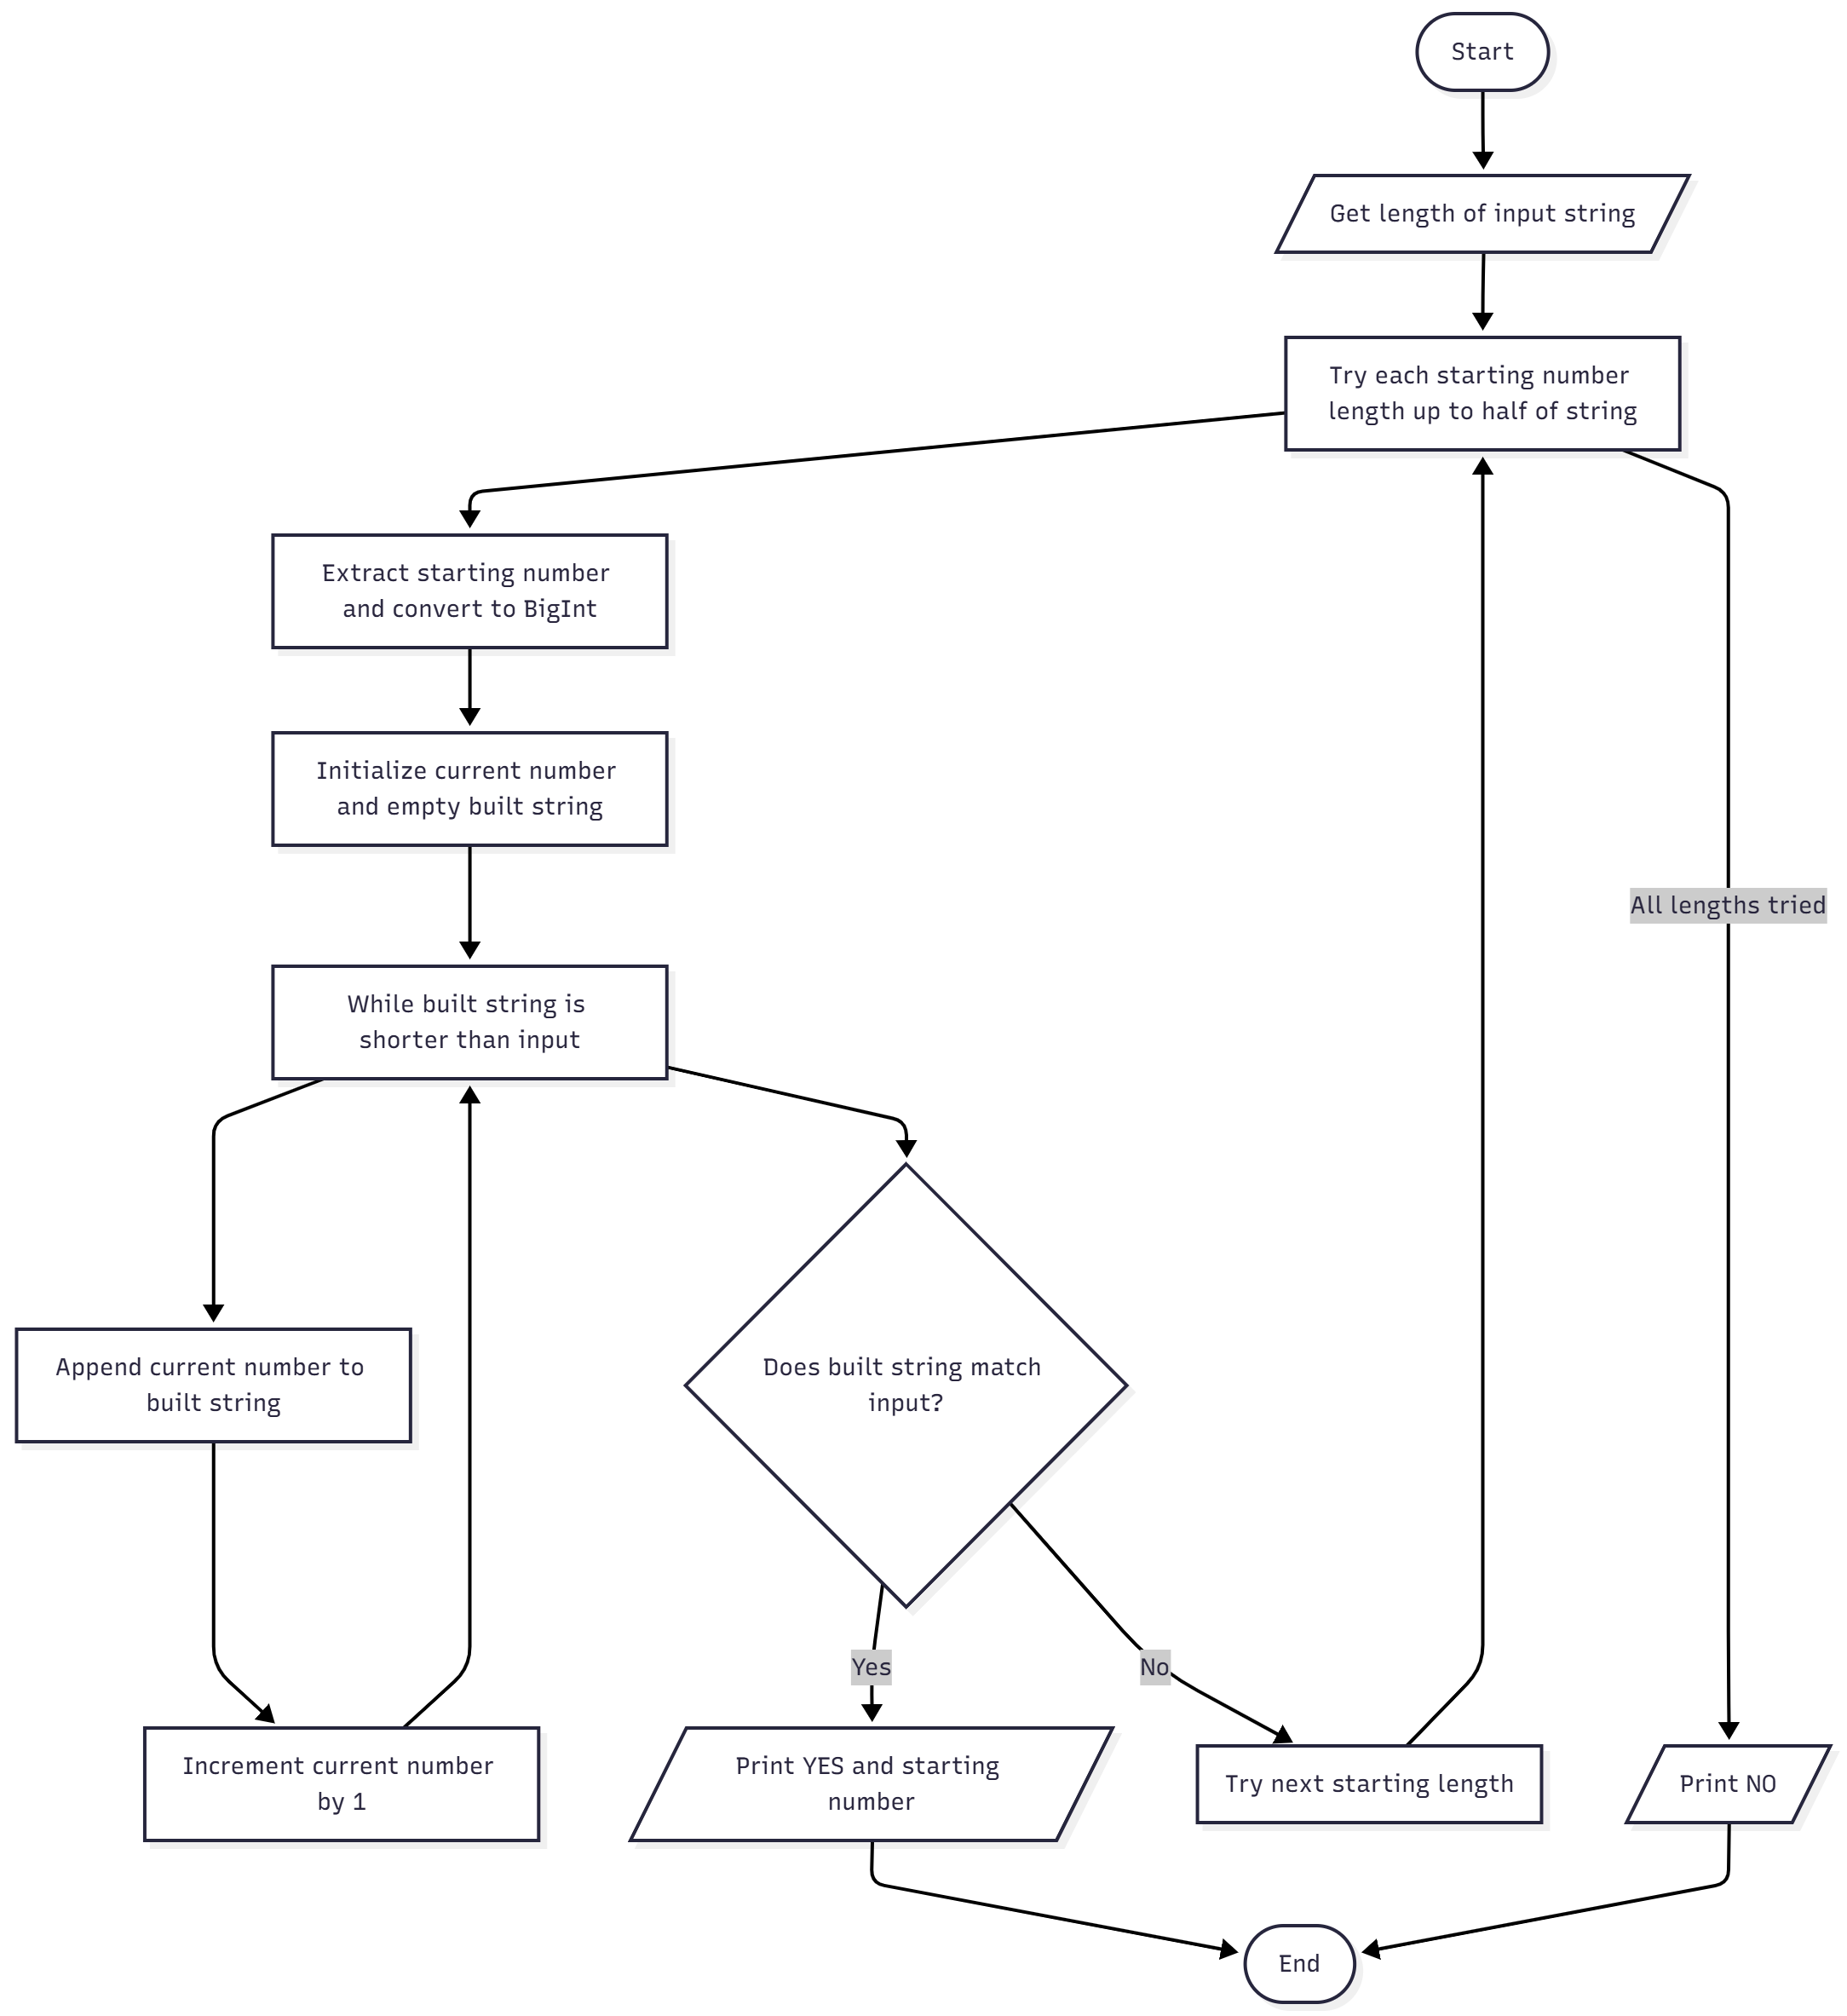 Start
Get length of input string
Try each starting number
length up to half of string
Extract starting number
and convert to BigInt
Initialize current number
and empty built string
All lengths tried
While built string is
shorter than input
Append current number to
built string
Does built string match
input?
Yes
No
Increment current number
by 1
Print YES and starting
number
Try next starting length
Print NO
End